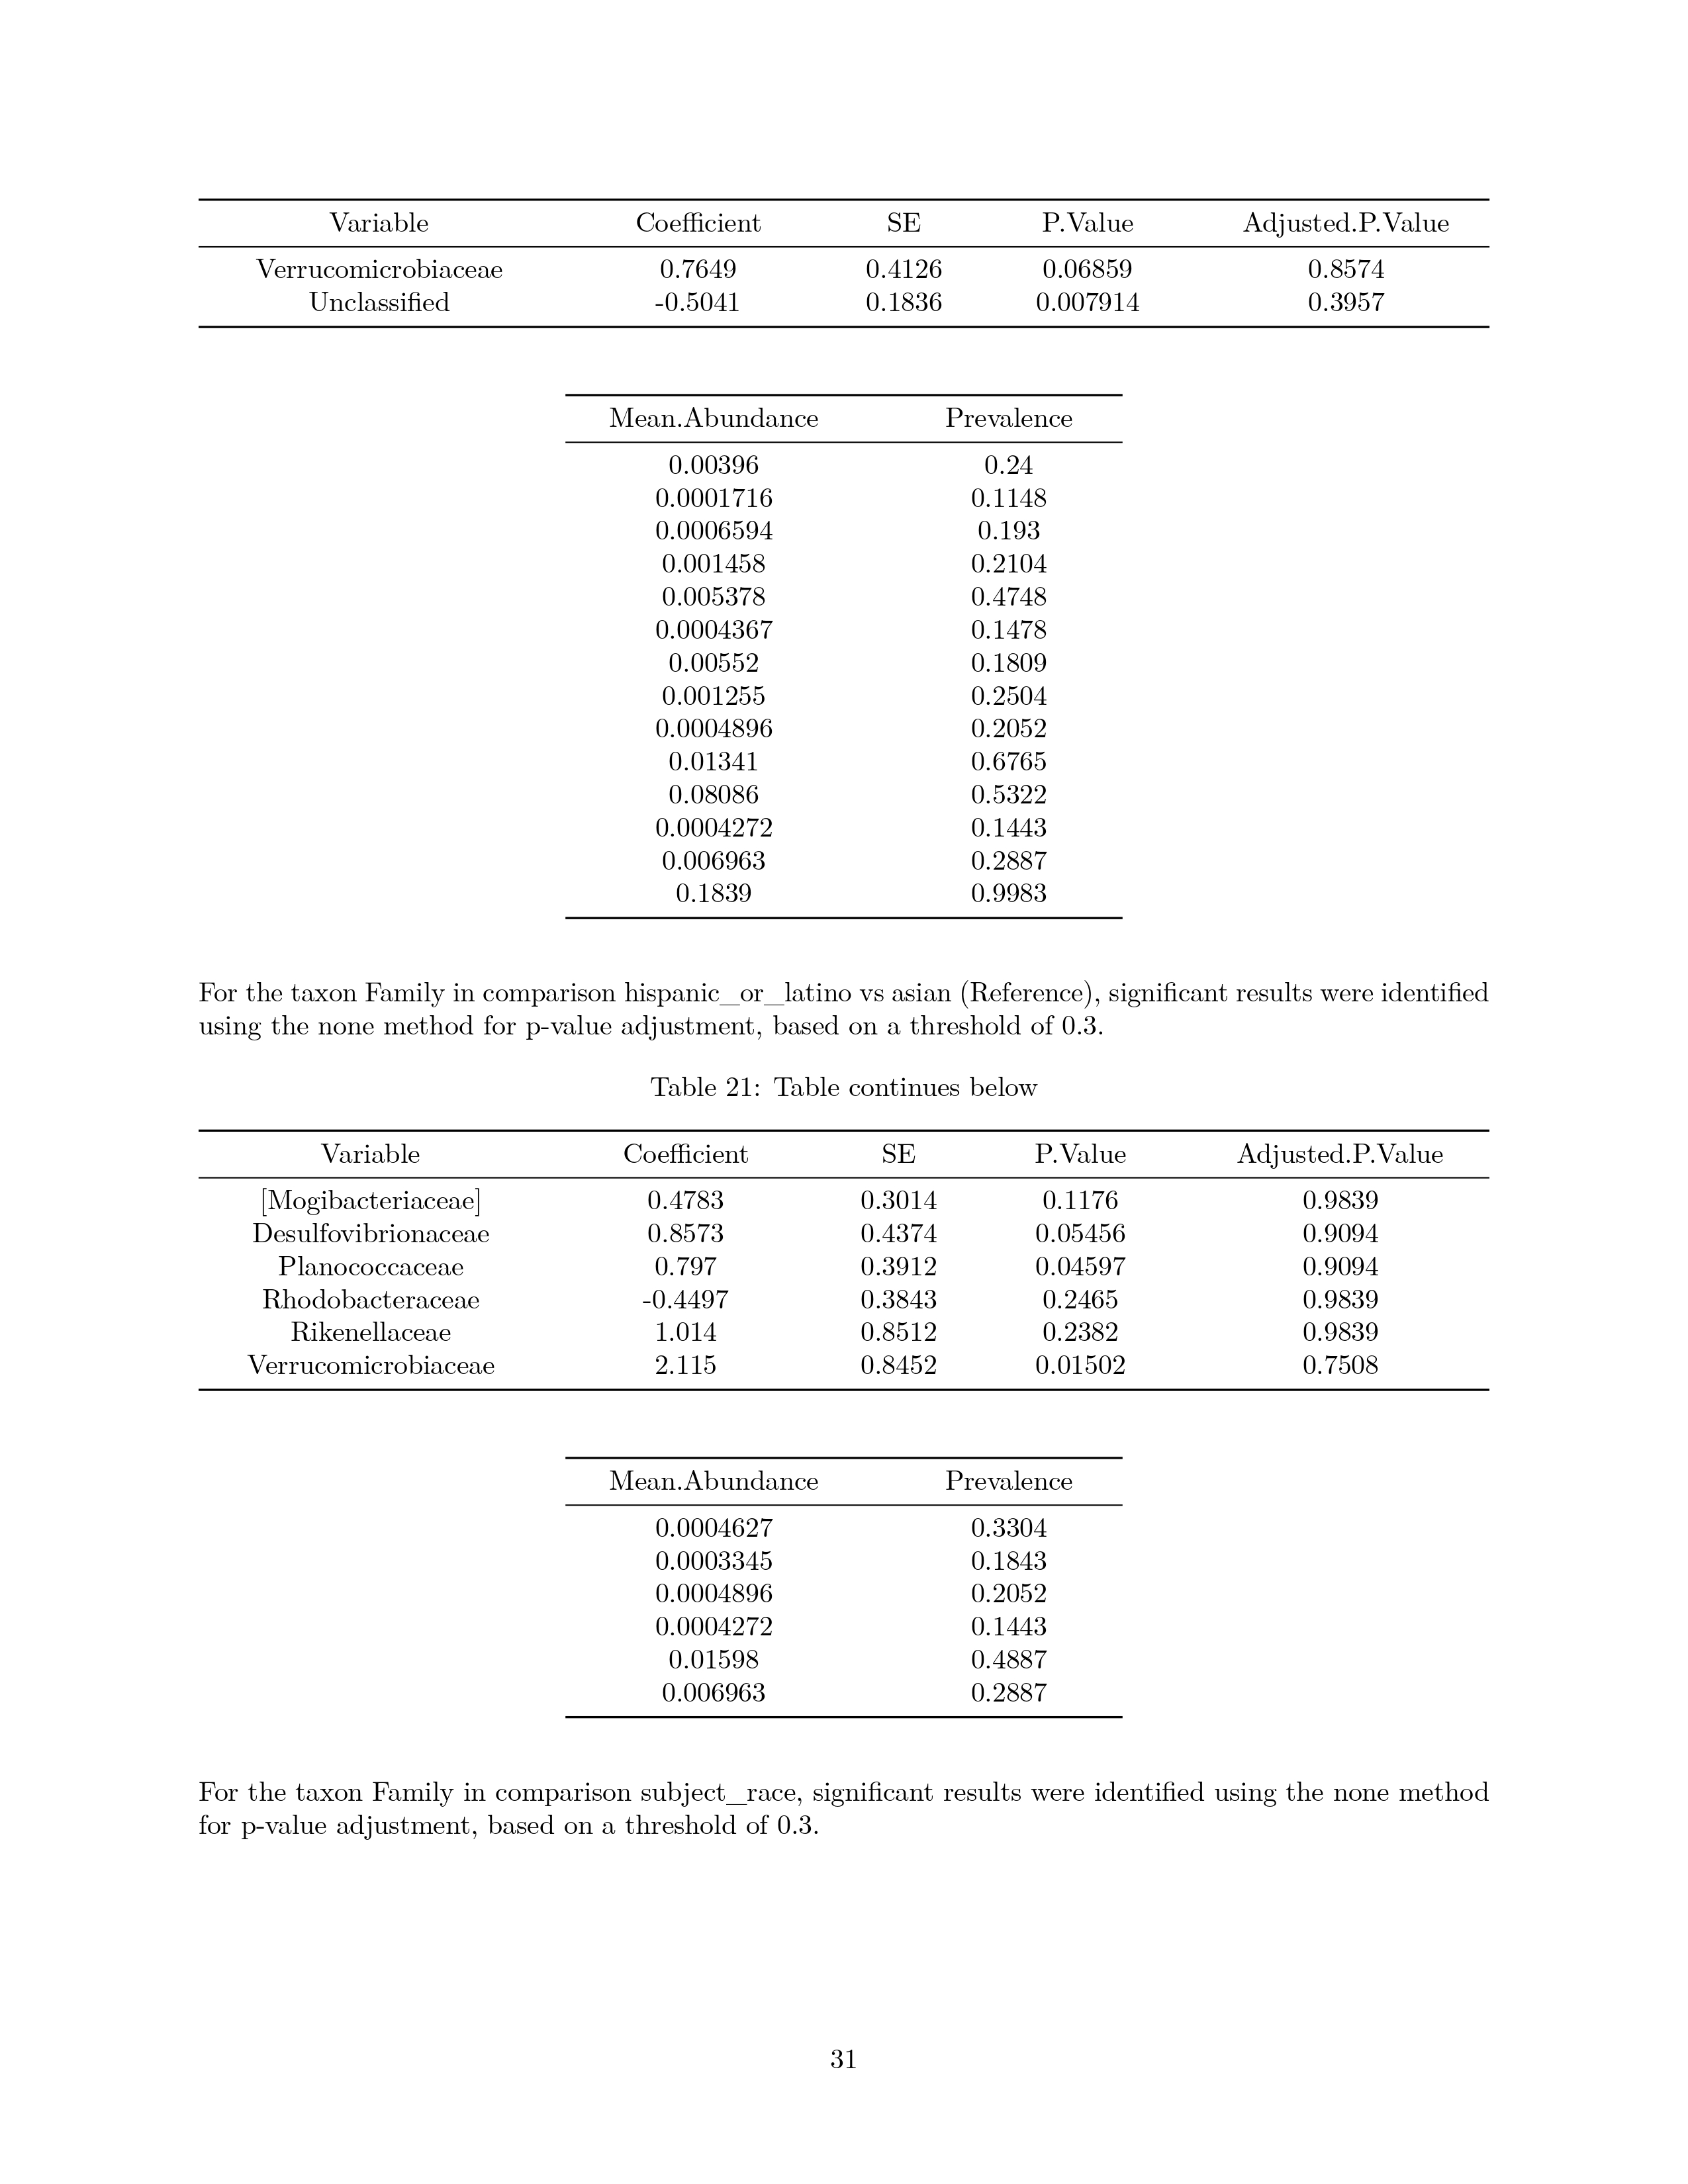 Variable Coefficient SE P.Value Adjusted.P.Value
Verrucomicrobiaceae 0.7649 0.4126 0.06859 0.8574
Unclassified -0.5041 0.1836 0.007914 0.3957
Mean.Abundance Prevalence
0.00396 0.24
0.0001716 0.1148
0.0006594 0.193
0.001458 0.2104
0.005378 0.4748
0.0004367 0.1478
0.00552 0.1809
0.001255 0.2504
0.0004896 0.2052
0.01341 0.6765
0.08086 0.5322
0.0004272 0.1443
0.006963 0.2887
0.1839 0.9983
For the taxon Family in comparison hispanic_or_latino vs asian (Reference), significant results were identified
using the none method for p-value adjustment, based on a threshold of 0.3.
Table 21: Table continues below
Variable Coefficient SE P.Value Adjusted.P.Value
[Mogibacteriaceae] 0.4783 0.3014 0.1176 0.9839
Desulfovibrionaceae 0.8573 0.4374 0.05456 0.9094
Planococcaceae 0.797 0.3912 0.04597 0.9094
Rhodobacteraceae -0.4497 0.3843 0.2465 0.9839
Rikenellaceae 1.014 0.8512 0.2382 0.9839
Verrucomicrobiaceae 2.115 0.8452 0.01502 0.7508
Mean.Abundance Prevalence
0.0004627 0.3304
0.0003345 0.1843
0.0004896 0.2052
0.0004272 0.1443
0.01598 0.4887
0.006963 0.2887
For the taxon Family in comparison subject_race, significant results were identified using the none method
for p-value adjustment, based on a threshold of 0.3.
31